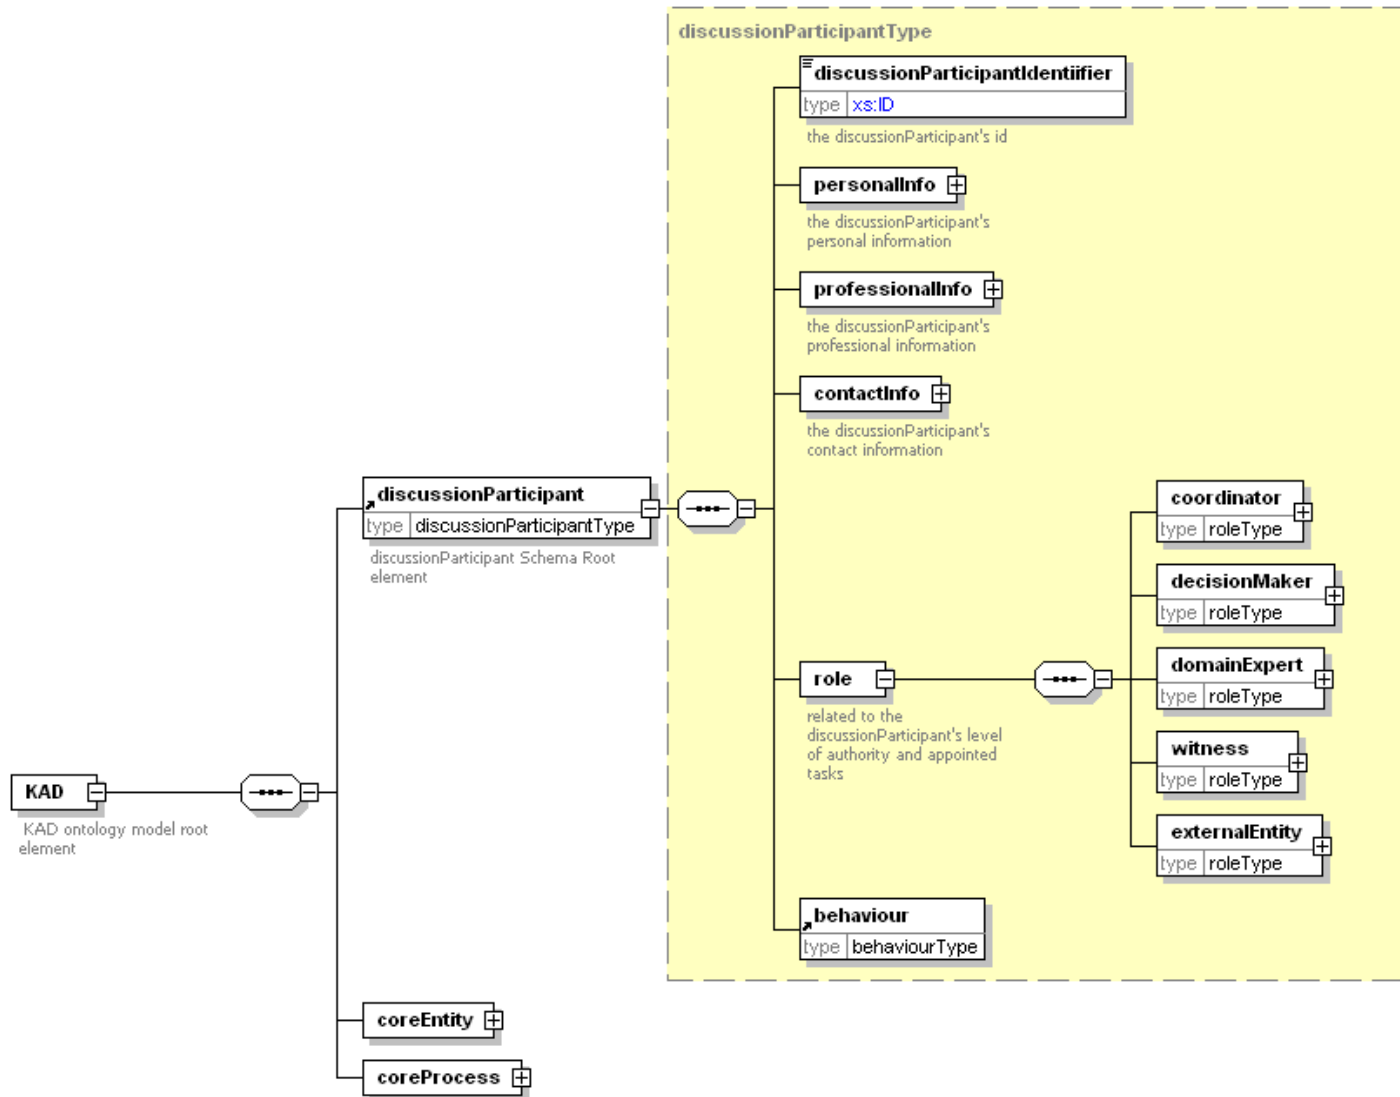 discussionParticipantType
discussionParticipantIdentiifier
type xs:ID
the discussionParticipant's id
personalInfo
the discussionParticipant's
personal information
professionalInfo
the discussionParticipant's
professional information
contactInfo
the discussionParticipant's
contact information
discussionParticipant
type discussionParticipantType
discussionParticipant Schema Root
element
coordinator
type roleType
decisionMaker
type roleType
role
related to the
discussionParticipant's level
of authority and appointed
tasks
domainExpert
type roleType
witness
type roleType
externalEntity
type roleType
KAD
KAD ontology model root
element
behaviour
type behaviourType
coreEntity
coreProcess